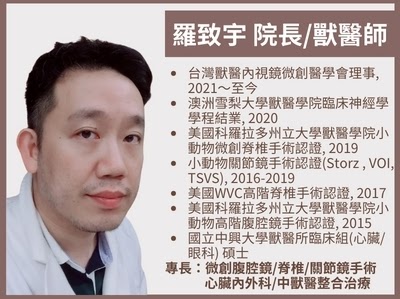 羅致宇 院長/獸醫師
• 台灣獸醫內視鏡微創醫學會理事,
2021～至今
• 澳洲雪梨大學獸醫學院臨床神經學
學程結業, 2020
• 美國科羅拉多州立大學獸醫學院小
動物微創脊椎手術認證, 2019
• 小動物關節鏡手術認證(Storz , VOI,
TSVS), 2016-2019
• 美國WVC高階脊椎手術認證, 2017
• 美國科羅拉多州立大學獸醫學院小
動物高階腹腔鏡手術認證, 2015
• 國立中興大學獸醫所臨床組(心臟/
眼科) 碩士
專長：微創腹腔鏡/脊椎/關節鏡手術
心臟內外科/中獸醫整合治療